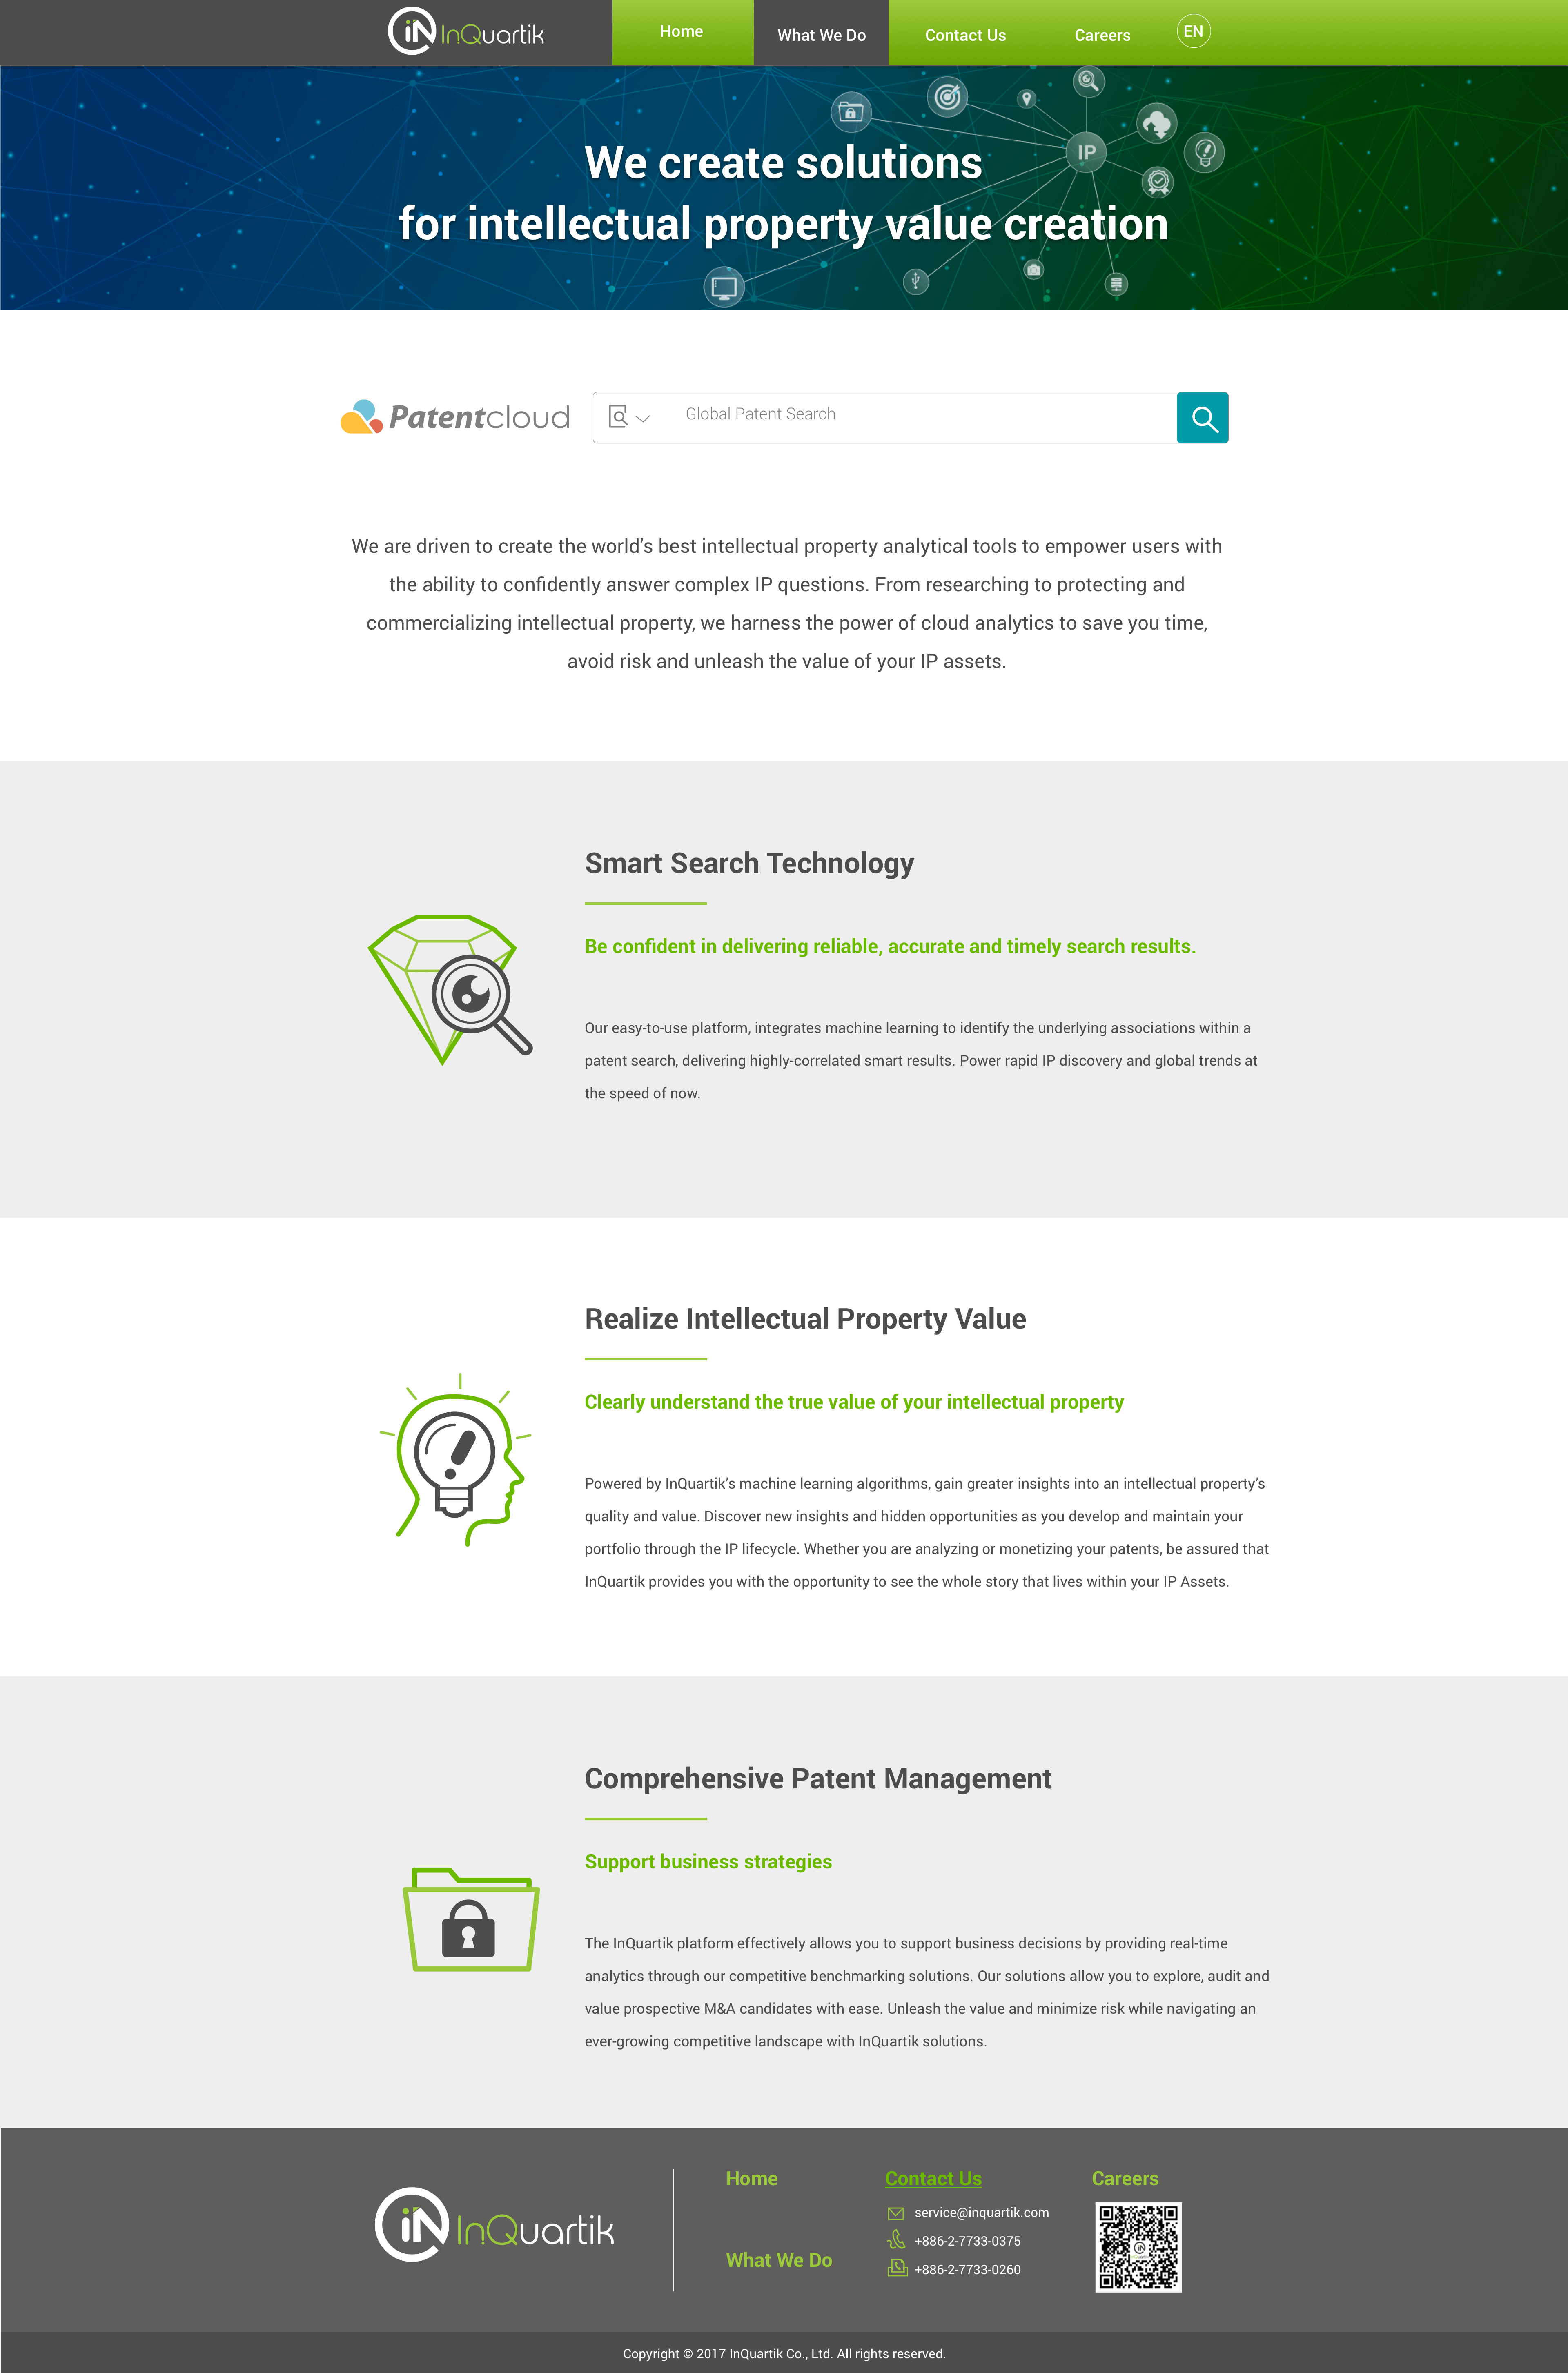 iN InQuartik
Home
What We Do
Contact Us
Careers
EN
IP
We create solutions
for intellectual property value creation
Patentcloud
Global Patent Search
We are driven to create the world’s best intellectual property analytical tools to empower users with
the ability to confidently answer complex IP questions. From researching to protecting and
commercializing intellectual property, we harness the power of cloud analytics to save you time,
avoid risk and unleash the value of your IP assets.
Smart Search Technology
Be confident in delivering reliable, accurate and timely search results.
Our easy-to-use platform, integrates machine learning to identify the underlying associations within a
patent search, delivering highly-correlated smart results. Power rapid IP discovery and global trends at
the speed of now.
Realize Intellectual Property Value
Clearly understand the true value of your intellectual property
Powered by InQuartik’s machine learning algorithms, gain greater insights into an intellectual property’s
quality and value. Discover new insights and hidden opportunities as you develop and maintain your
portfolio through the IP lifecycle. Whether you are analyzing or monetizing your patents, be assured that
InQuartik provides you with the opportunity to see the whole story that lives within your IP Assets.
Comprehensive Patent Management
Support business strategies
The InQuartik platform effectively allows you to support business decisions by providing real-time
analytics through our competitive benchmarking solutions. Our solutions allow you to explore, audit and
value prospective M&A candidates with ease. Unleash the value and minimize risk while navigating an
ever-growing competitive landscape with InQuartik solutions.
iN InQuartik
Home
What We Do
Contact Us
service@inquartik.com
+886-2-7733-0375
+886-2-7733-0260
Careers
Copyright © 2017 InQuartik Co., Ltd. All rights reserved.